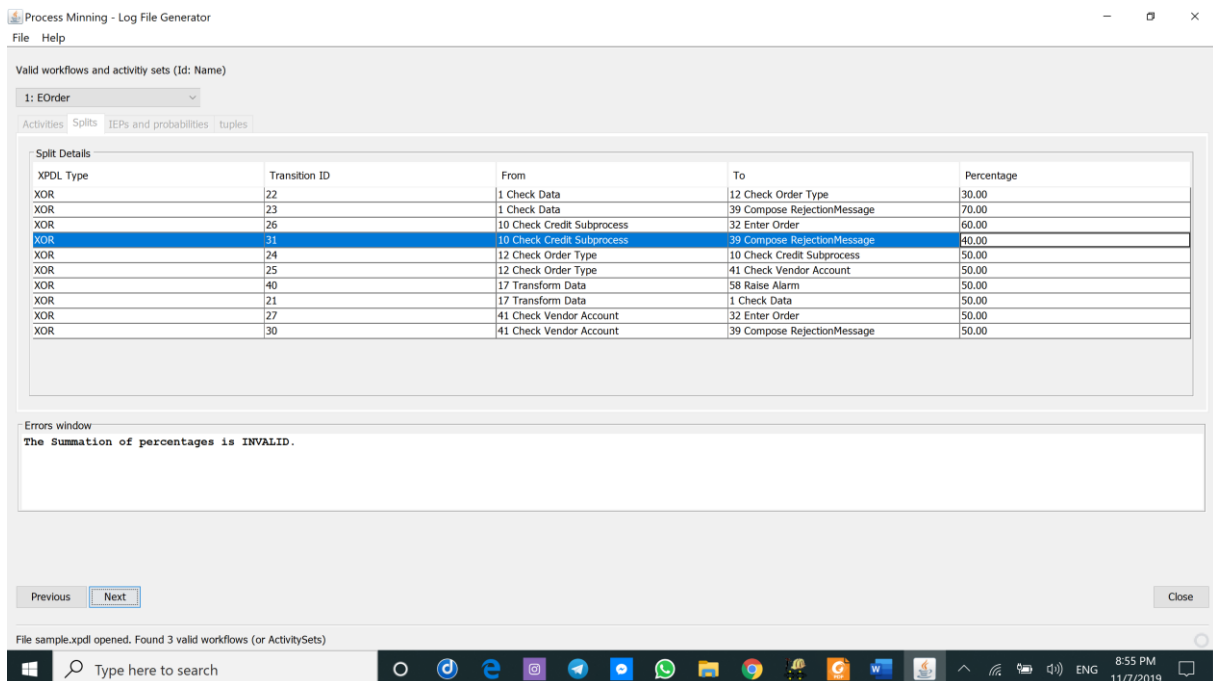 Process Minning - Log File Generator
File Help
Valid workflows and activitiy sets (Id: Name)
1: EOrder
Activities Splits IEPs and probabilities tuples
Split Details
XPDL Type Transition ID From To Percentage
XOR 22 1 Check Data 12 Check Order Type 30.00
XOR 23 1 Check Data 39 Compose RejectionMessage 70.00
XOR 26 10 Check Credit Subprocess 32 Enter Order 60.00
XOR 31 10 Check Credit Subprocess 39 Compose RejectionMessage 40.00
XOR 24 12 Check Order Type 10 Check Credit Subprocess 50.00
XOR 25 12 Check Order Type 41 Check Vendor Account 50.00
XOR 40 17 Transform Data 58 Raise Alarm 50.00
XOR 21 17 Transform Data 1 Check Data 50.00
XOR 27 41 Check Vendor Account 32 Enter Order 50.00
XOR 30 41 Check Vendor Account 39 Compose RejectionMessage 50.00
Errors window
The Summation of percentages is INVALID.
Previous Next Close
File sample.xpdl opened. Found 3 valid workflows (or ActivitySets)
Type here to search ENG 8:55 PM
11/7/2019